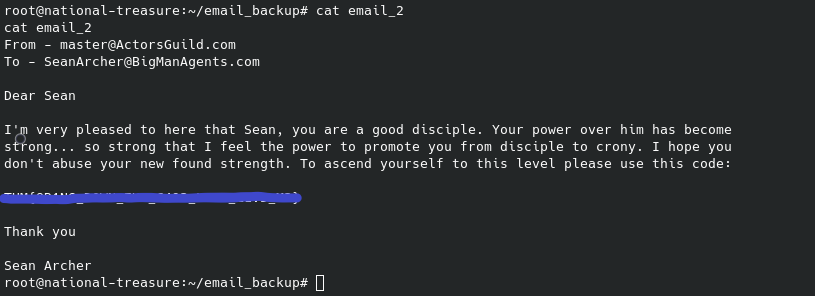 root@national-treasure:~/email_backup# cat email_2
cat email_2
From - master@ActorsGuild.com
To - SeanArcher@BigManAgents.com
Dear Sean
I'm very pleased to here that Sean, you are a good disciple. Your power over him has become
strong... so strong that I feel the power to promote you from disciple to crony. I hope you
don't abuse your new found strength. To ascend yourself to this level please use this code:
Thank you
Sean Archer
root@national-treasure:~/email_backup#